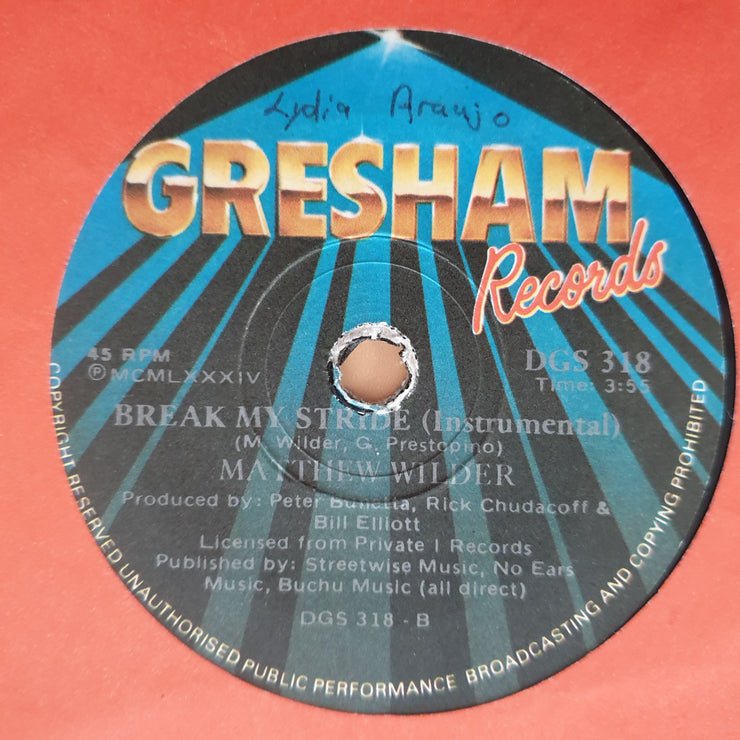 Lydia Araujo
GRESHAM
Records
45 RPM
DGS 318
Ⓟ MCMLXXXIV
Time: 3:55
BREAK MY STRIDE (Instrumental)
(M. Wilder, G. Prestopino)
MATTHEW WILDER
Produced by: Peter Bunetta, Rick Chudacoff &
Bill Elliott
Licensed from Private I Records
Published by: Streetwise Music, No Ears
Music, Buchu Music (all direct)
DGS 318 - B
COPYRIGHT RESERVED UNAUTHORISED PUBLIC PERFORMANCE BROADCASTING AND COPYING PROHIBITED